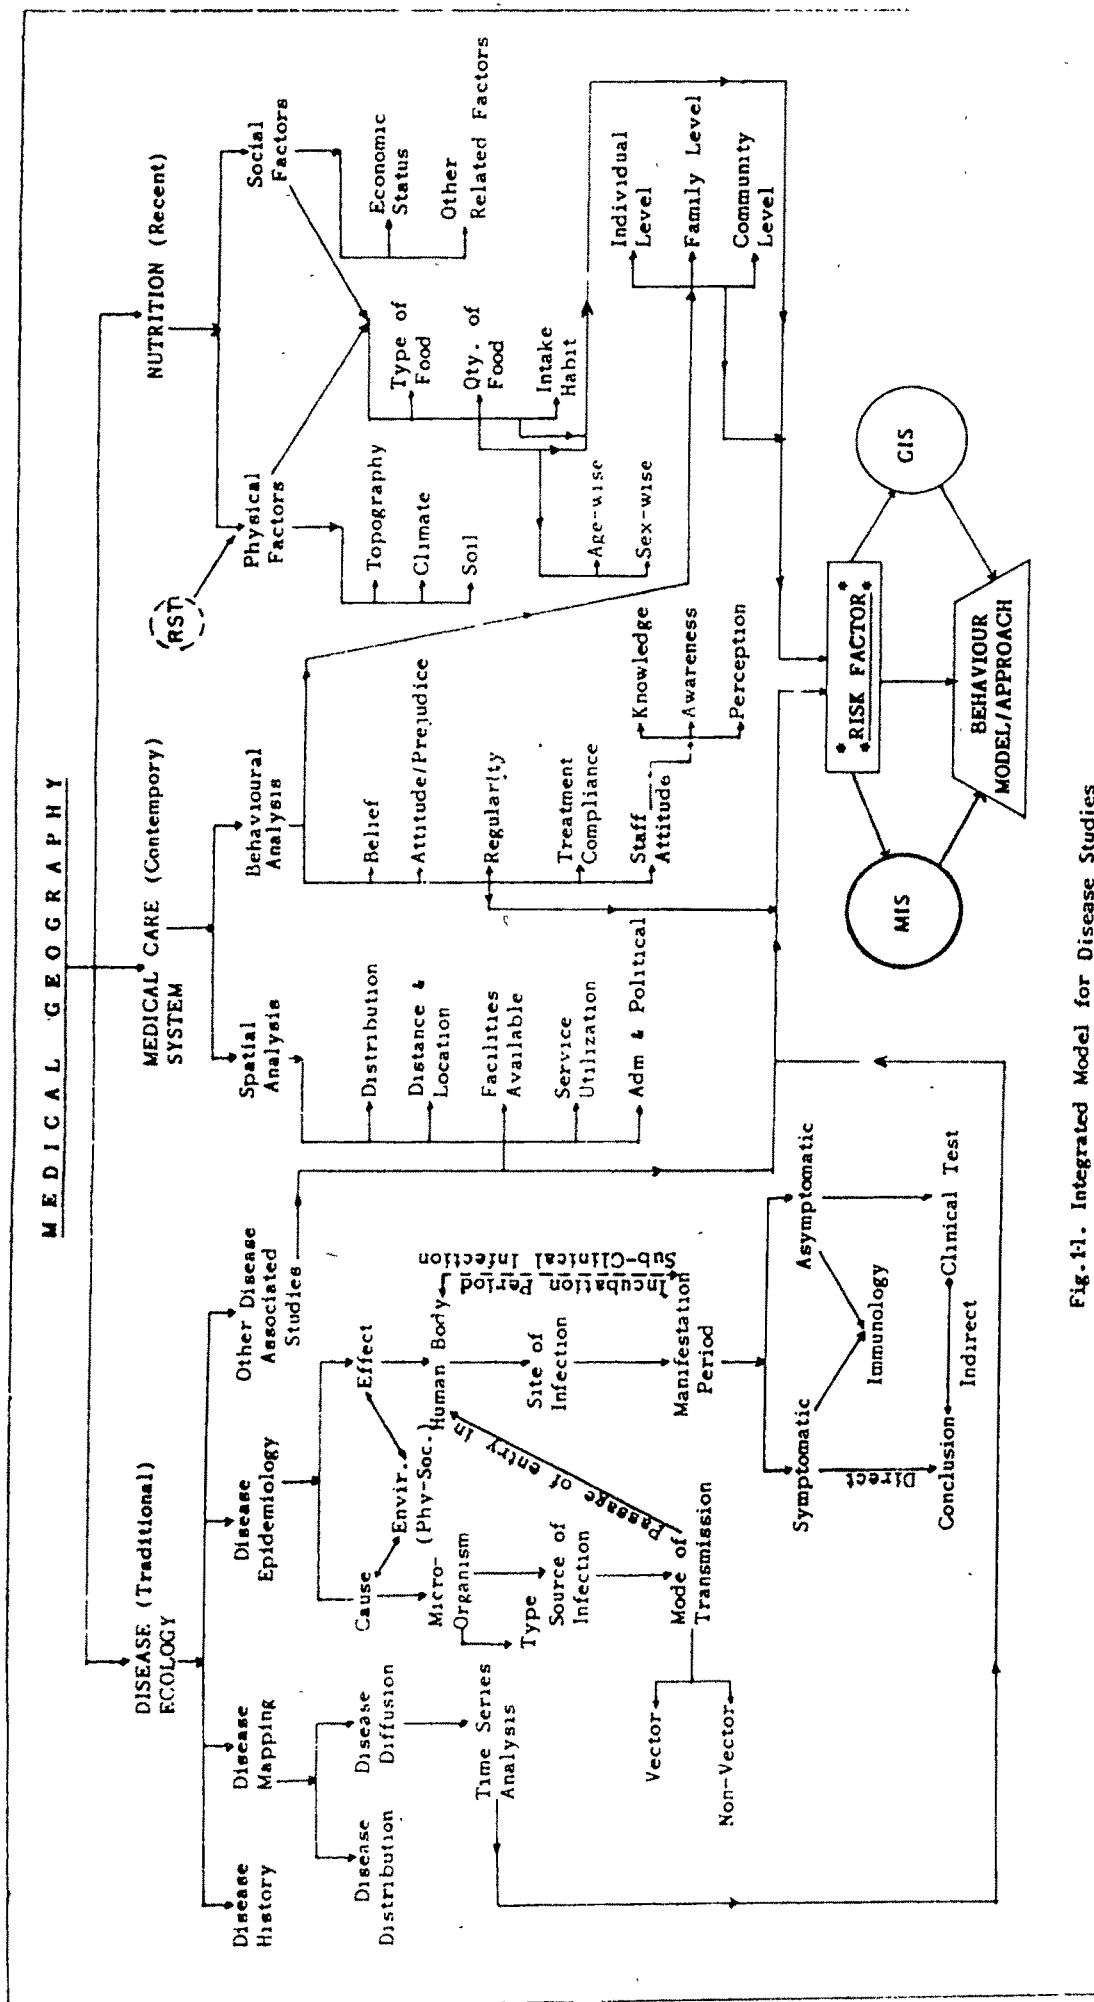 MEDICAL GEOGRAPHY
DISEASE (Traditional)
ECOLOGY
MEDICAL CARE (Contempory)
SYSTEM
NUTRITION (Recent)
Disease
History
Disease
Mapping
Disease
Epidemiology
Other Disease
Associated
Studies
Spatial
Analysis
Behavioural
Analysis
RST
Physical
Factors
Social
Factors
Disease
Distribution
Disease
Diffusion
Time Series
Analysis
Cause
Envir..
(Phy-Soc.)
Effect
Micro-
Organism
Type
Source of
Infection
Mode of
Transmission
Vector
Non-Vector
Passage of entry in
Human Body
Incubation Period
Sub-Clinical Infection
Site of
Infection
Manifestation
Period
Symptomatic
Asymptomatic
Immunology
Direct
Conclusion
Clinical Test
Indirect
Distribution
Distance &
Location
Facilities
Available
Service
Utilization
Adm & Political
Belief
Attitude/Prejudice
Regularity
Treatment
Compliance
Staff
Attitude
Knowledge
Awareness
Perception
Topography
Climate
Soil
Type of
Food
Qty. of
Food
Intake
Habit
Age-wise
Sex-wise
Economic
Status
Other
Related Factors
Individual
Level
Family Level
Community
Level
* RISK FACTOR *
MIS
GIS
BEHAVIOUR
MODEL/APPROACH
Fig.1·1. Integrated Model for Disease Studies